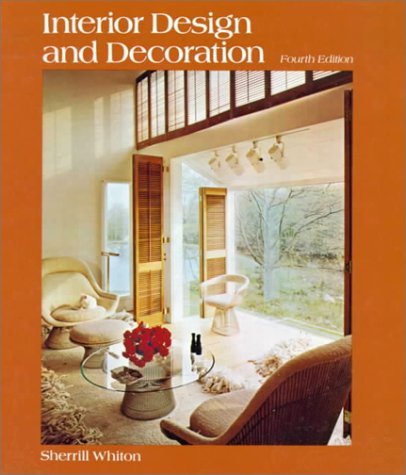 Interior Design
and Decoration
Fourth Edition
Sherrill Whiton